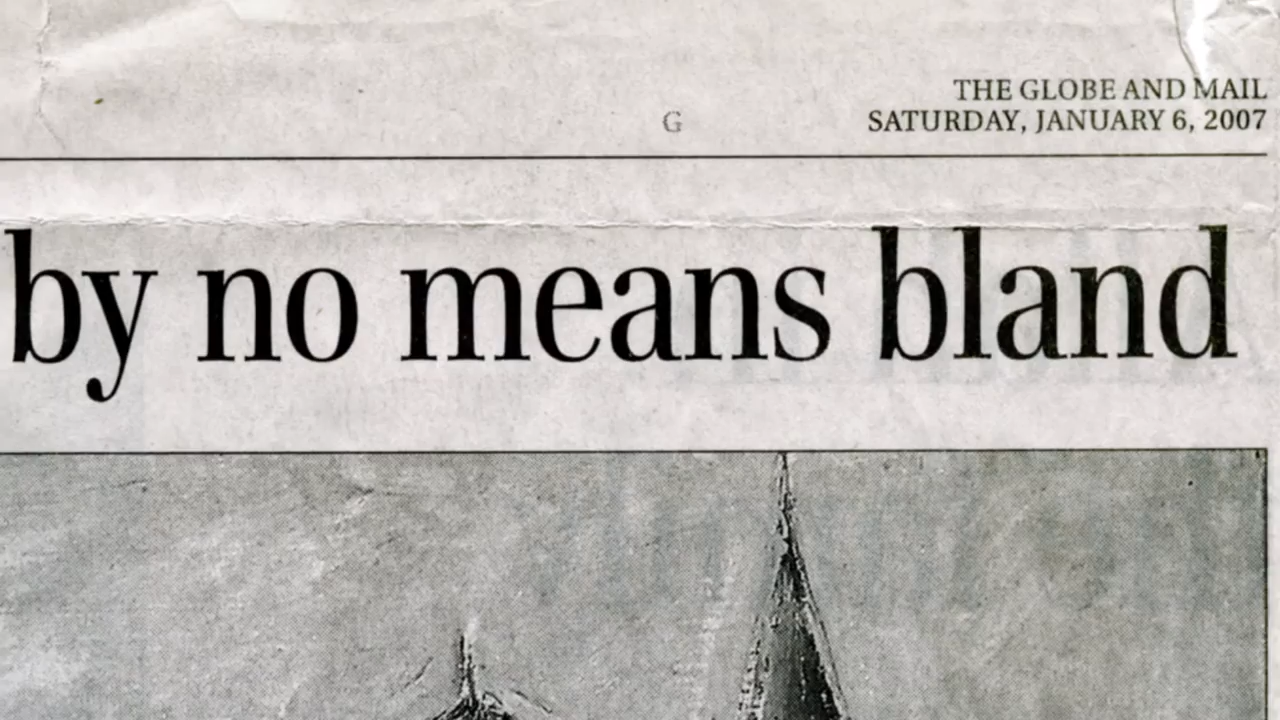 THE GLOBE AND MAIL
G
SATURDAY, JANUARY 6, 2007
by no means bland